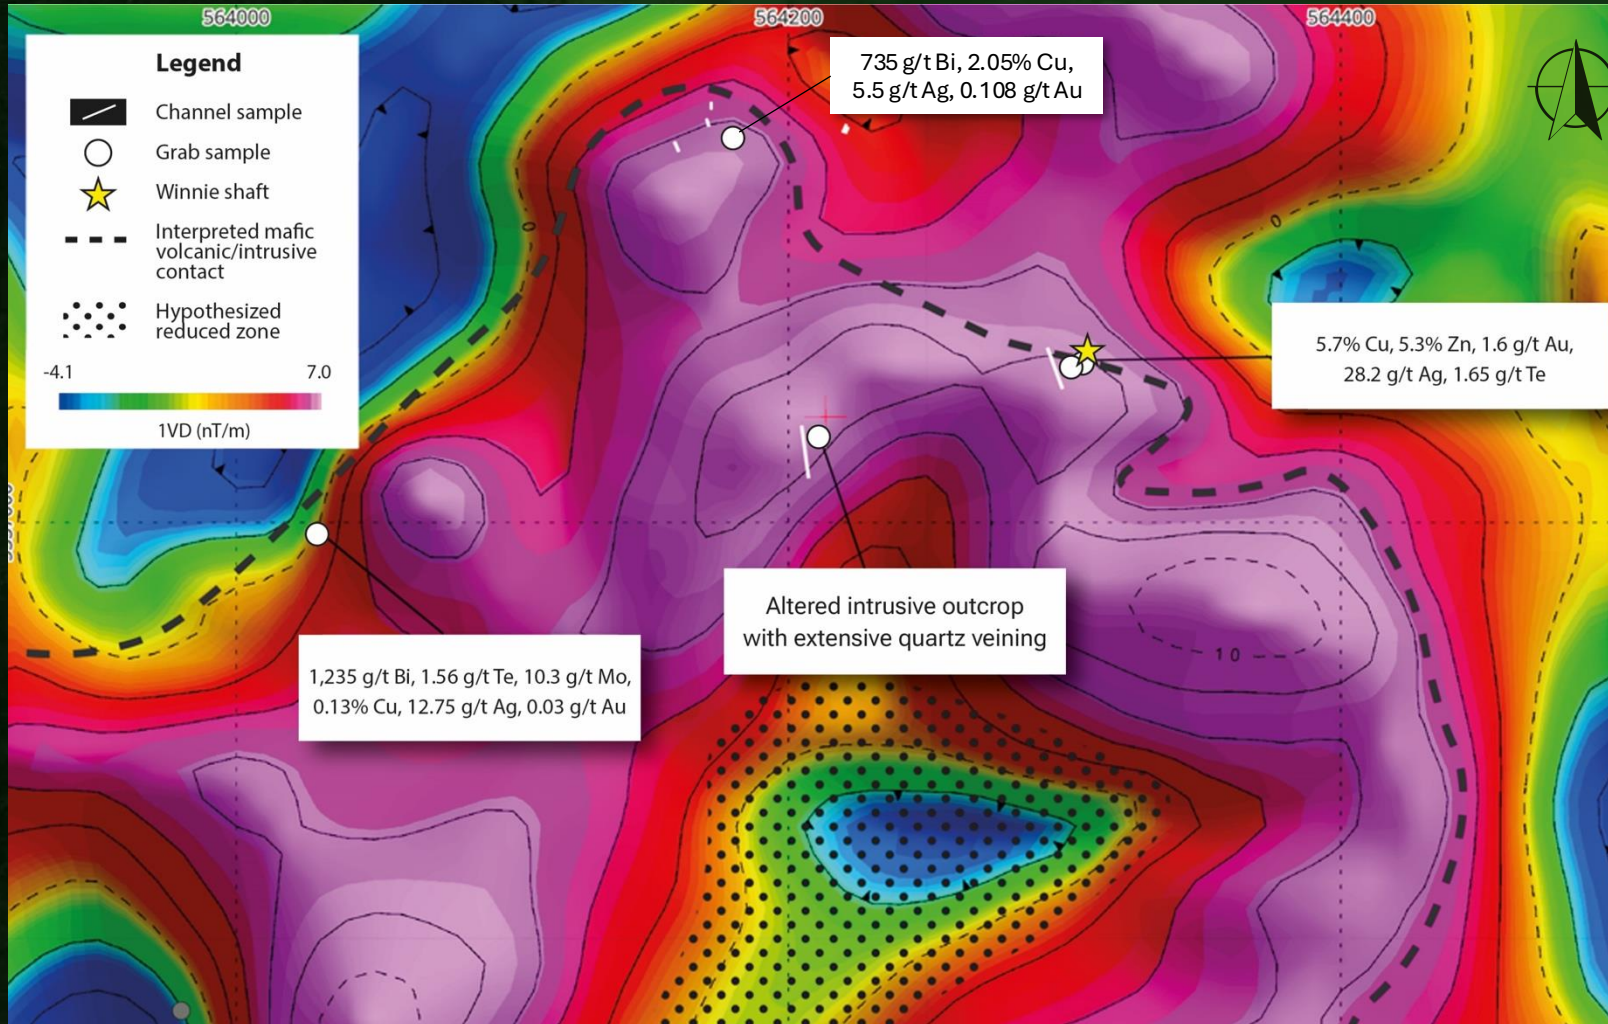 564000
564200
564400
Legend
Channel sample
Grab sample
Winnie shaft
Interpreted mafic
volcanic/intrusive
contact
Hypothesized
reduced zone
-4.1
7.0
1VD (nT/m)
735 g/t Bi, 2.05% Cu,
5.5 g/t Ag, 0.108 g/t Au
0
0
5.7% Cu, 5.3% Zn, 1.6 g/t Au,
28.2 g/t Ag, 1.65 g/t Te
Altered intrusive outcrop
with extensive quartz veining
10
1,235 g/t Bi, 1.56 g/t Te, 10.3 g/t Mo,
0.13% Cu, 12.75 g/t Ag, 0.03 g/t Au